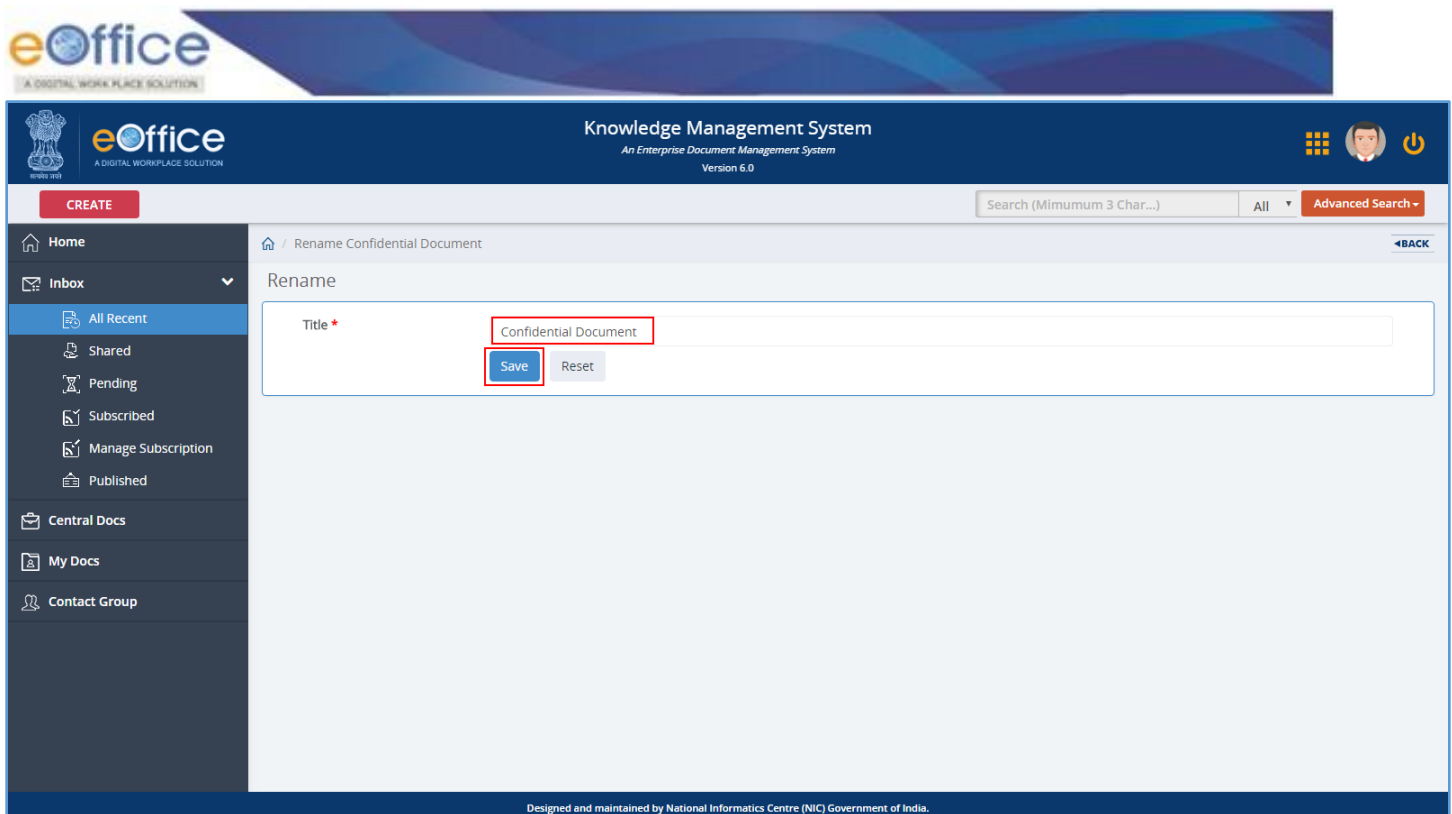 eOffice
A DIGITAL WORK PLACE SOLUTION
सत्यमेव जयते
eOffice
A DIGITAL WORKPLACE SOLUTION
Knowledge Management System
An Enterprise Document Management System
Version 6.0
CREATE
Search (Mimumum 3 Char...)
All
Advanced Search
Home
/ Rename Confidential Document
BACK
Inbox
Rename
All Recent
Title *
Confidential Document
Shared
Save Reset
Pending
Subscribed
Manage Subscription
Published
Central Docs
My Docs
Contact Group
Designed and maintained by National Informatics Centre (NIC) Government of India.